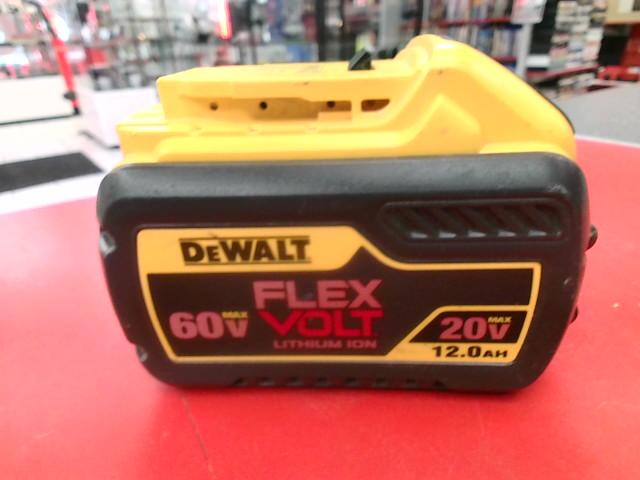 DEWALT
FLEX
VOLT
LITHIUM ION
60V MAX
20V MAX
12.0AH